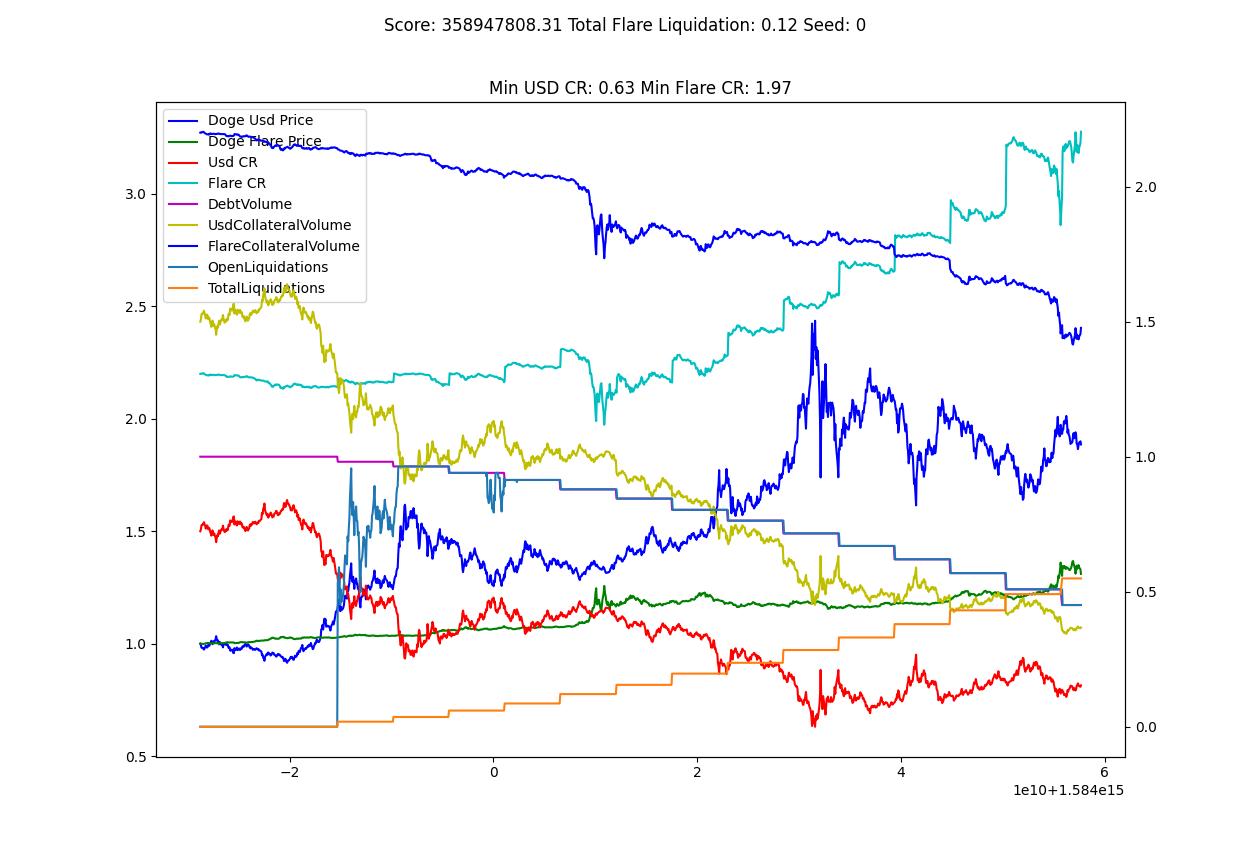 Score: 358947808.31 Total Flare Liquidation: 0.12 Seed: 0
Min USD CR: 0.63 Min Flare CR: 1.97
Doge Usd Price
Doge Flare Price
Usd CR
Flare CR
DebtVolume
UsdCollateralVolume
FlareCollateralVolume
OpenLiquidations
TotalLiquidations
3.0
2.5
2.0
1.5
1.0
0.5
2.0
1.5
1.0
0.5
0.0
−2
0
2
4
6
1e10+1.584e15